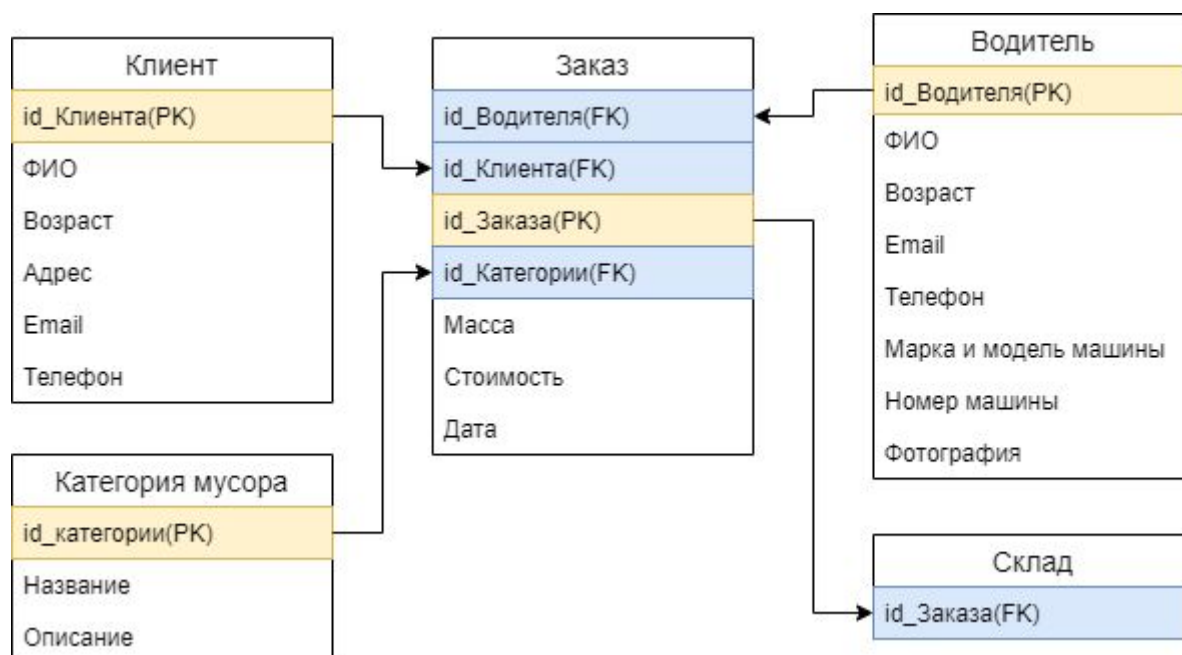 Клиент
id_Клиента(PK)
ФИО
Возраст
Адрес
Email
Телефон
Категория мусора
id_категории(PK)
Название
Описание
Заказ
id_Водителя(FK)
id_Клиента(FK)
id_Заказа(PK)
id_Категории(FK)
Масса
Стоимость
Дата
Водитель
id_Водителя(PK)
ФИО
Возраст
Email
Телефон
Марка и модель машины
Номер машины
Фотография
Склад
id_Заказа(FK)